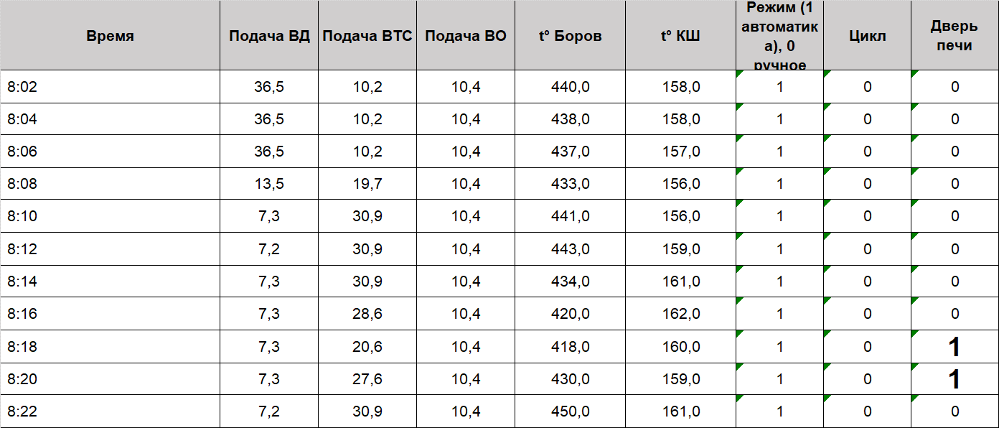 Время Подача ВД Подача ВТС Подача ВО t° Боров t° КШ Режим (1 автоматик а), 0 ручное Цикл Дверь печи
8:02 36,5 10,2 10,4 440,0 158,0 1 0 0
8:04 36,5 10,2 10,4 438,0 158,0 1 0 0
8:06 36,5 10,2 10,4 437,0 157,0 1 0 0
8:08 13,5 19,7 10,4 433,0 156,0 1 0 0
8:10 7,3 30,9 10,4 441,0 156,0 1 0 0
8:12 7,2 30,9 10,4 443,0 159,0 1 0 0
8:14 7,3 30,9 10,4 434,0 161,0 1 0 0
8:16 7,3 28,6 10,4 420,0 162,0 1 0 0
8:18 7,3 20,6 10,4 418,0 160,0 1 0 1
8:20 7,3 27,6 10,4 430,0 159,0 1 0 1
8:22 7,2 30,9 10,4 450,0 161,0 1 0 0